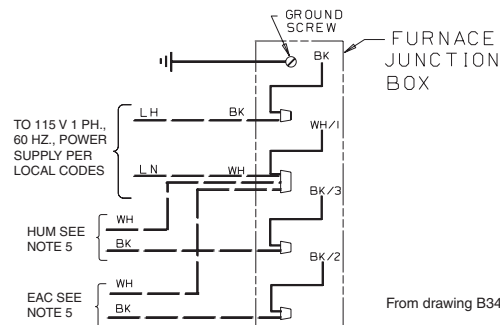 GROUND
SCREW
FURNACE
JUNCTION
BOX
BK
LH BK
TO 115 V 1 PH.,
60 HZ., POWER
SUPPLY PER
LOCAL CODES
WH/1
LN WH
WH
HUM SEE
NOTE 5
BK
BK/3
WH
EAC SEE
NOTE 5
BK
BK/2
From drawing B34